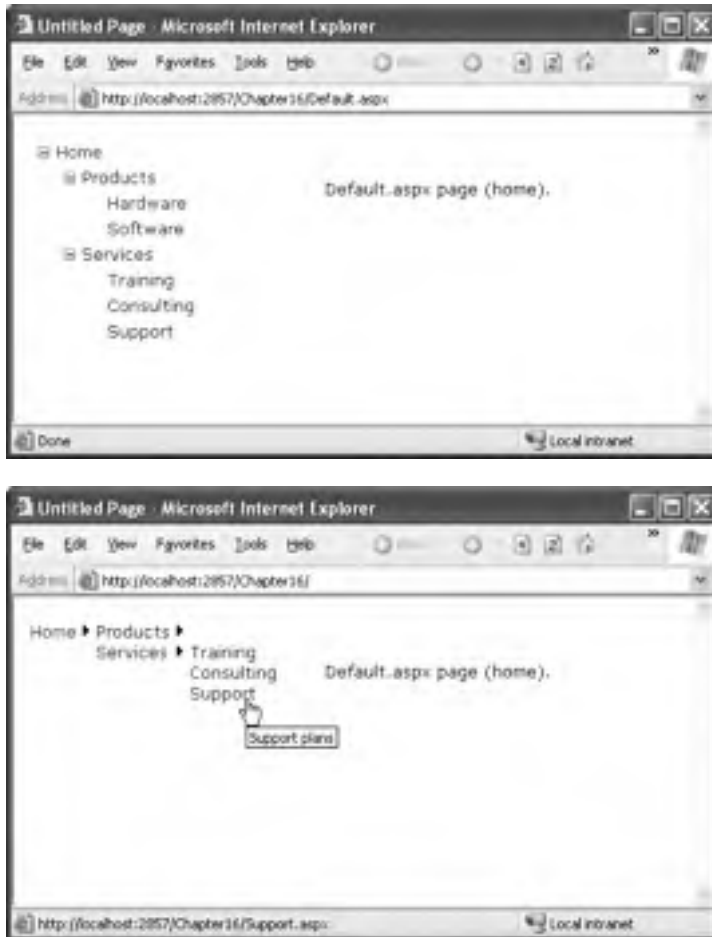 Untitled Page - Microsoft Internet Explorer
File Edit View Favorites Tools Help »
Address http://localhost:2857/Chapter16/Default.aspx
Home
Products
Hardware
Software
Services
Training
Consulting
Support
Default.aspx page (home).
Done Local intranet
Untitled Page - Microsoft Internet Explorer
File Edit View Favorites Tools Help »
Address http://localhost:2857/Chapter16/
Home Products
Services Training
Consulting
Support
Default.aspx page (home).
Support plans
http://localhost:2857/Chapter16/Support.aspx Local intranet